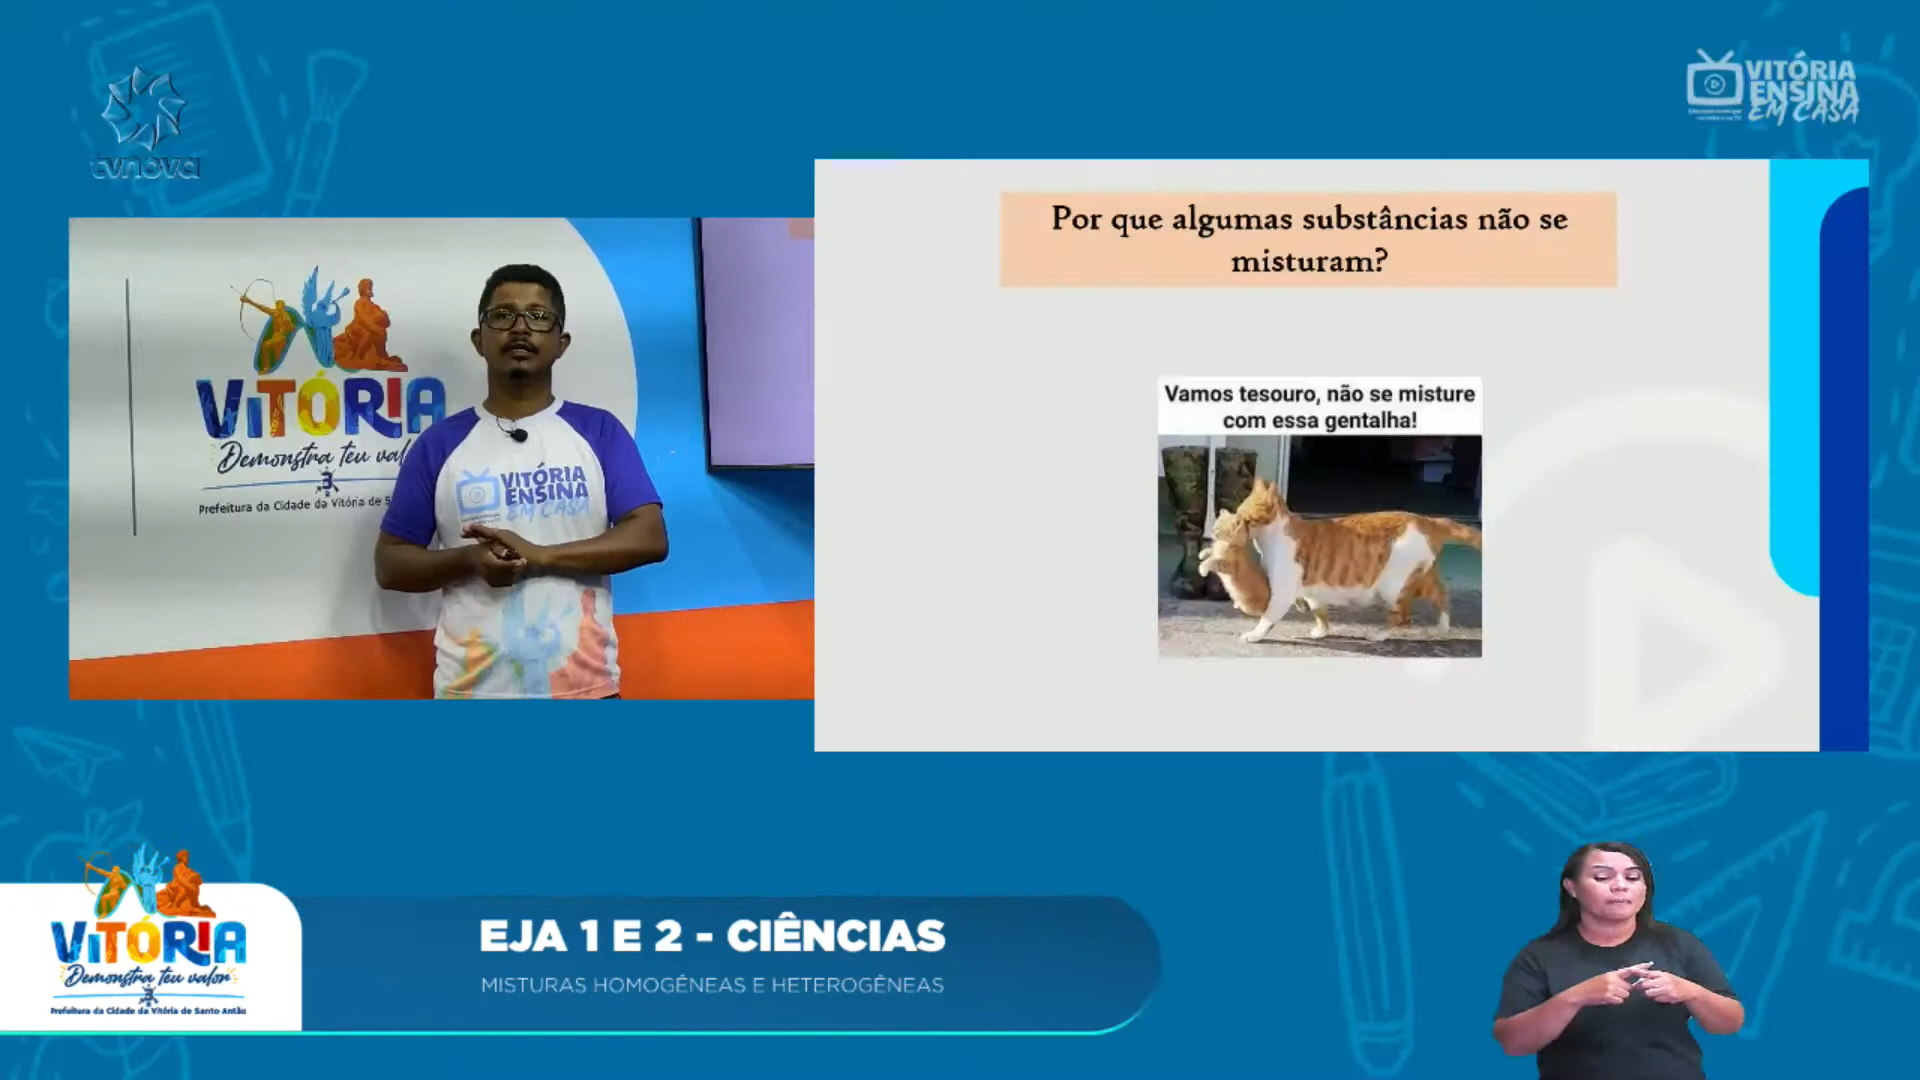 tvnova
VITÓRIA
ENSINA
EM CASA
Por que algumas substâncias não se
misturam?
Vamos tesouro, não se misture
com essa gentalha!
VITÓRIA
Demonstra teu val
Prefeitura da Cidade da Vitória de S
VITÓRIA
ENSINA
EM CASA
EJA 1 E 2 - CIÊNCIAS
MISTURAS HOMOGÊNEAS E HETEROGÊNEAS
VITÓRIA
Demonstra teu valor
Prefeitura da Cidade da Vitória de Santo Antão